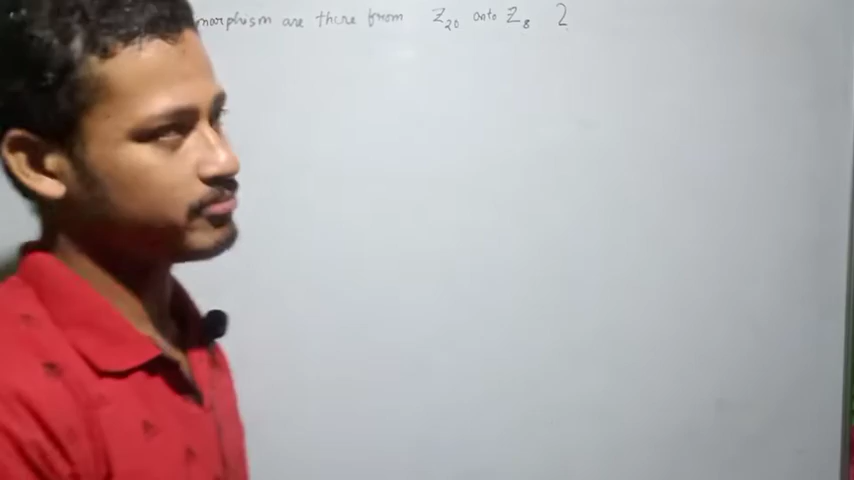 morphism are there from Z₂₀ onto Z₈ ?